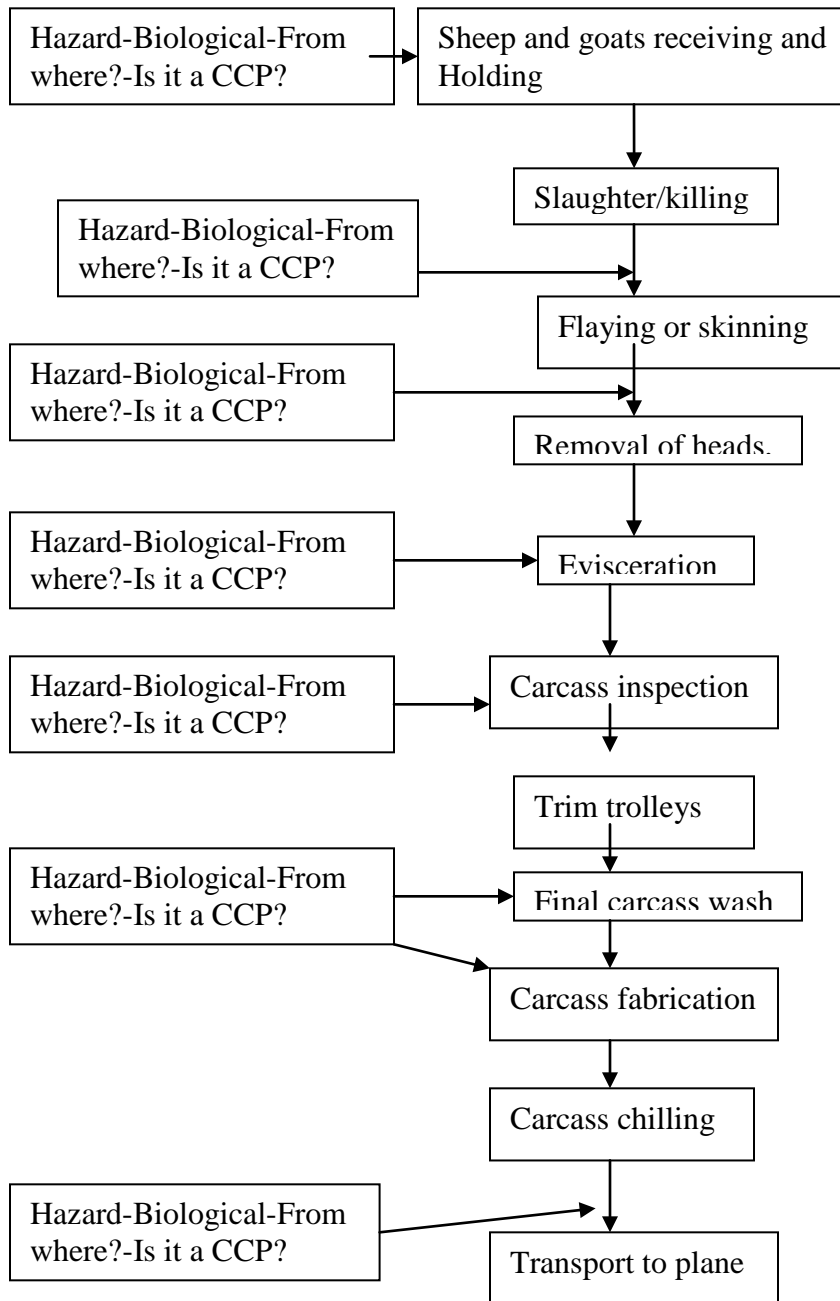 Hazard-Biological-From
where?-Is it a CCP?
Sheep and goats receiving and
Holding
Slaughter/killing
Hazard-Biological-From
where?-Is it a CCP?
Flaying or skinning
Hazard-Biological-From
where?-Is it a CCP?
Removal of heads.
Hazard-Biological-From
where?-Is it a CCP?
Evisceration
Hazard-Biological-From
where?-Is it a CCP?
Carcass inspection
Trim trolleys
Hazard-Biological-From
where?-Is it a CCP?
Final carcass wash
Carcass fabrication
Carcass chilling
Hazard-Biological-From
where?-Is it a CCP?
Transport to plane